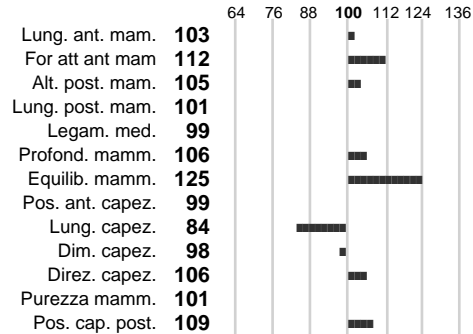 64 76 88 100 112 124 136
Lung. ant. mam. 103
For att ant mam 112
Alt. post. mam. 105
Lung. post. mam. 101
Legam. med. 99
Profond. mamm. 106
Equilib. mamm. 125
Pos. ant. capez. 99
Lung. capez. 84
Dim. capez. 98
Direz. capez. 106
Purezza mamm. 101
Pos. cap. post. 109